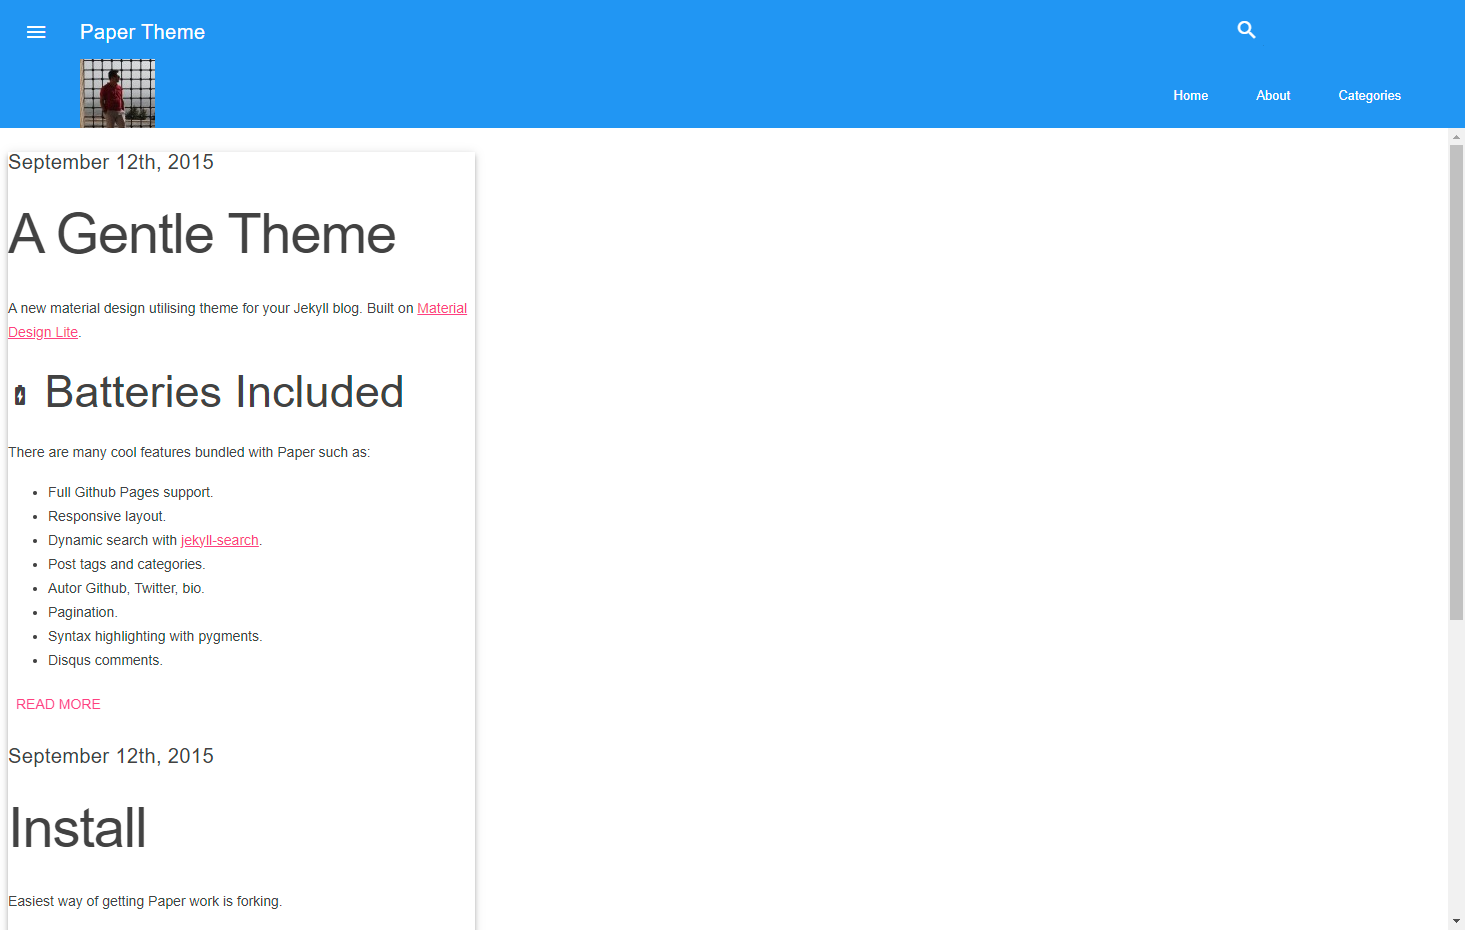 Paper Theme
Home
About
Categories
September 12th, 2015
A Gentle Theme
A new material design utilising theme for your Jekyll blog. Built on Material
Design Lite.
Batteries Included
There are many cool features bundled with Paper such as:
Full Github Pages support.
Responsive layout.
Dynamic search with jekyll-search.
Post tags and categories.
Autor Github, Twitter, bio.
Pagination.
Syntax highlighting with pygments.
Disqus comments.
READ MORE
September 12th, 2015
Install
Easiest way of getting Paper work is forking.